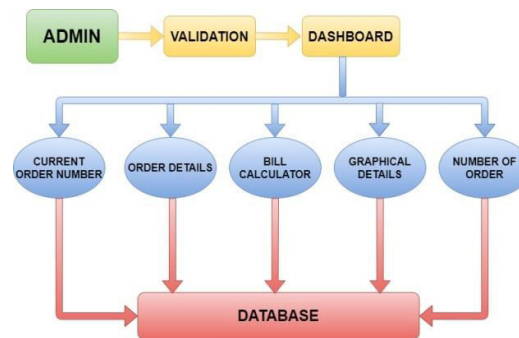 ADMIN
VALIDATION
DASHBOARD
CURRENT
ORDER NUMBER
ORDER DETAILS
BILL
CALCULATOR
GRAPHICAL
DETAILS
NUMBER OF
ORDER
DATABASE